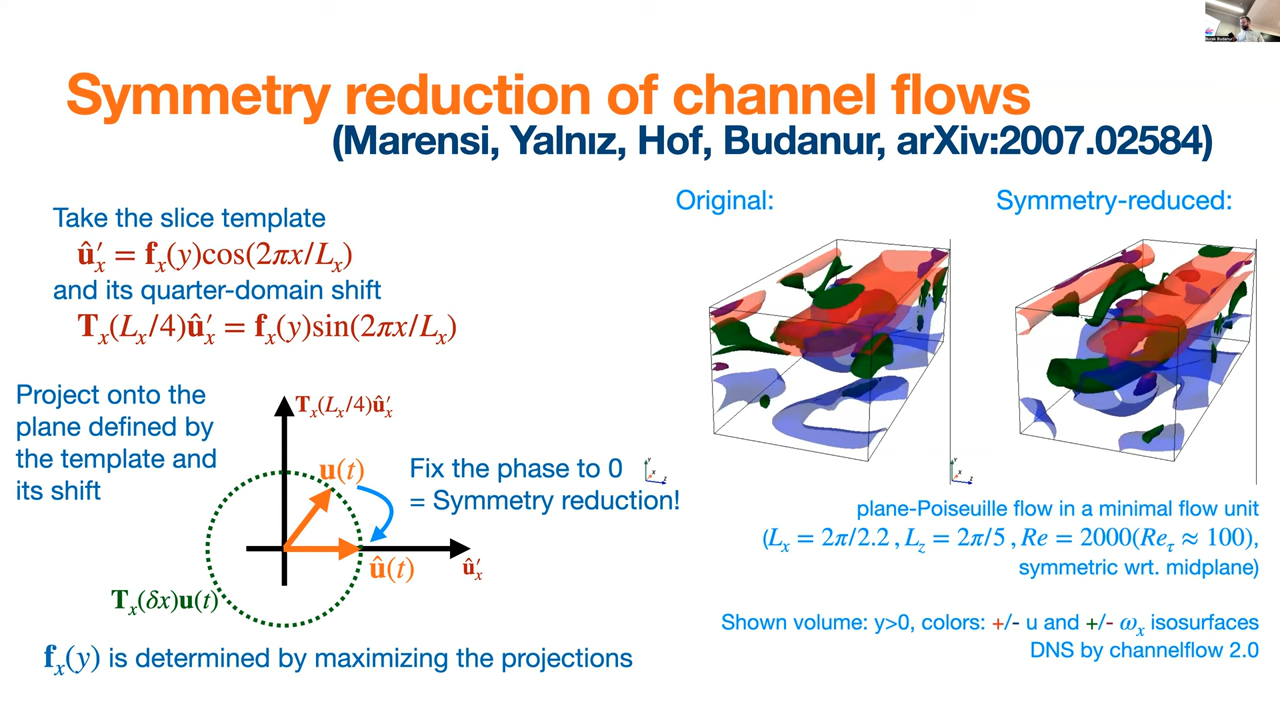 Burak Budanur
Symmetry reduction of channel flows
(Marensi, Yalnız, Hof, Budanur, arXiv:2007.02584)
Take the slice template
û′ₓ = fₓ(y)cos(2πx/Lₓ)
and its quarter-domain shift
Tₓ(Lₓ/4)û′ₓ = fₓ(y)sin(2πx/Lₓ)
Project onto the
plane defined by
the template and
its shift
Tₓ(Lₓ/4)û′ₓ
u(t)
Fix the phase to 0
= Symmetry reduction!
û(t)
û′ₓ
Tₓ(δx)u(t)
fₓ(y) is determined by maximizing the projections
Original:
Symmetry-reduced:
Y
X
Z
Y
X
Z
plane-Poiseuille flow in a minimal flow unit
(Lₓ = 2π/2.2 , L_z = 2π/5 , Re = 2000(Re_τ ≈ 100),
symmetric wrt. midplane)
Shown volume: y>0, colors: +/- u and +/- ωₓ isosurfaces
DNS by channelflow 2.0